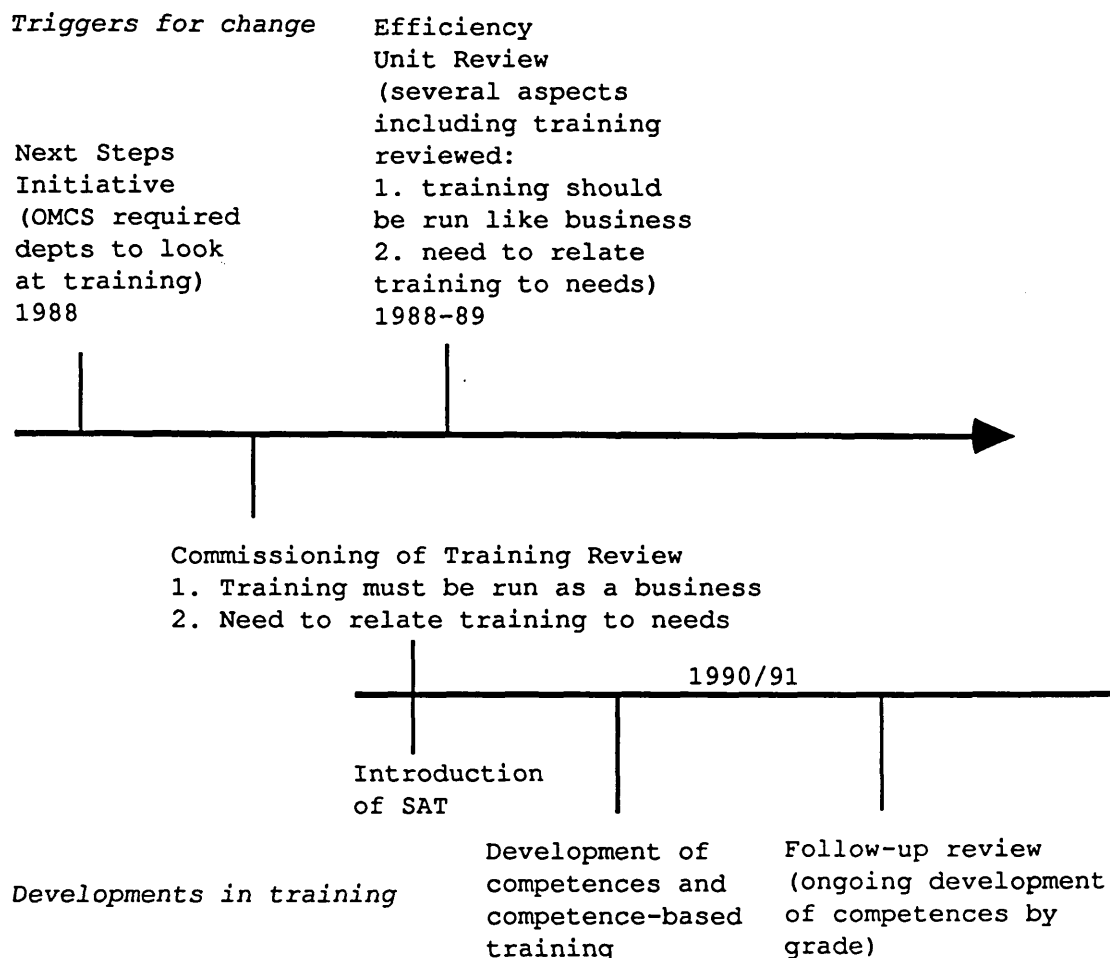 Triggers for change
Efficiency
Unit Review
(several aspects
including training
reviewed:
1. training should
be run like business
2. need to relate
training to needs)
1988-89
Next Steps
Initiative
(OMCS required
depts to look
at training)
1988
Commissioning of Training Review
1. Training must be run as a business
2. Need to relate training to needs
1990/91
Introduction
of SAT
Development of
competences and
competence-based
training
Follow-up review
(ongoing development
of competences by
grade)
Developments in training